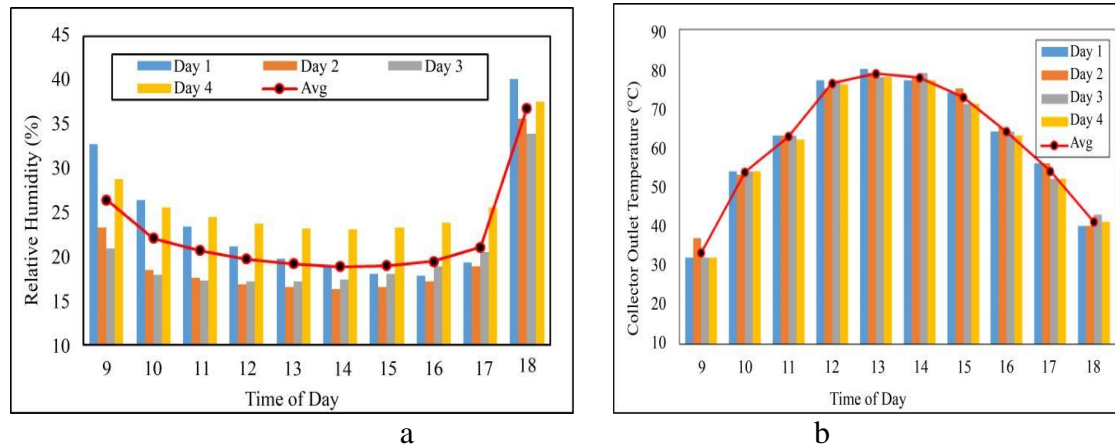 45
40
35
30
25
20
15
10
Relative Humidity (%)
Day 1 Day 2 Day 3
Day 4 Avg
9 10 11 12 13 14 15 16 17 18
Time of Day
a
90
80
70
60
50
40
30
20
10
Collector Outlet Temperature (°C)
Day 1
Day 2
Day 3
Day 4
Avg
9 10 11 12 13 14 15 16 17 18
Time of Day
b